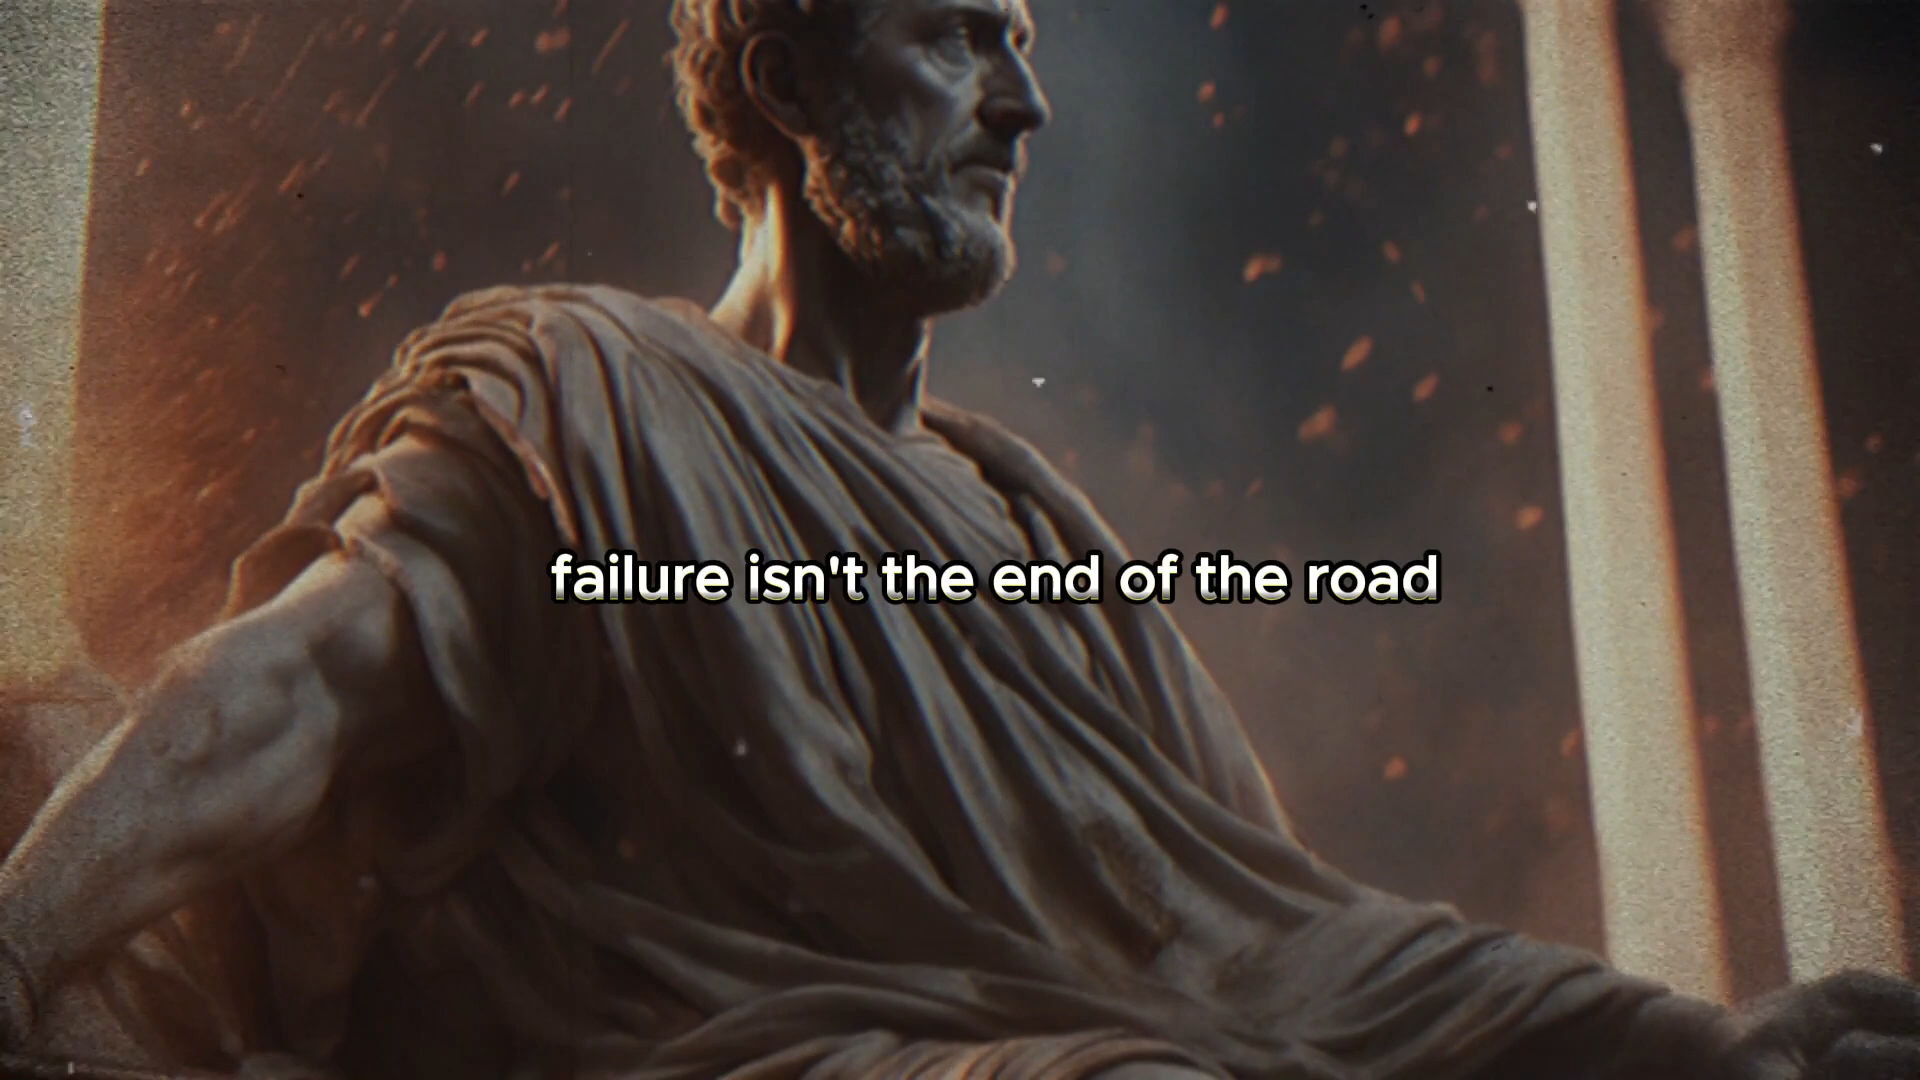 failure isn't the end of the road